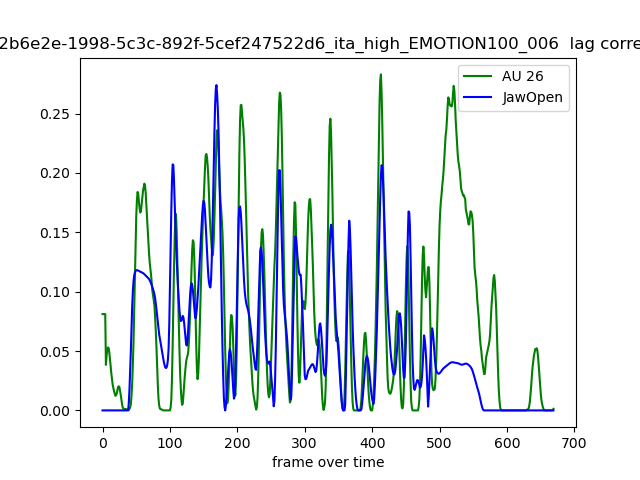 2b6e2e-1998-5c3c-892f-5cef247522d6_ita_high_EMOTION100_006 lag corre
AU 26
JawOpen
0.25
0.20
0.15
0.10
0.05
0.00
0 100 200 300 400 500 600 700
frame over time